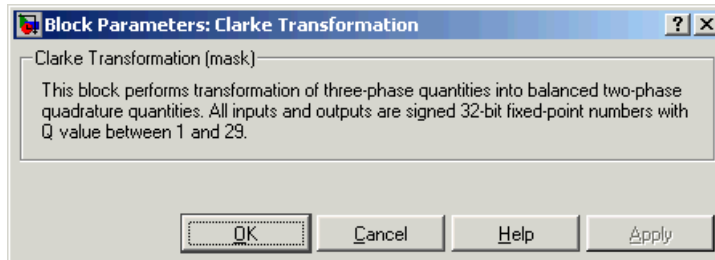 Block Parameters: Clarke Transformation
Clarke Transformation (mask)
This block performs transformation of three-phase quantities into balanced two-phase
quadrature quantities. All inputs and outputs are signed 32-bit fixed-point numbers with
Q value between 1 and 29.
OK Cancel Help Apply